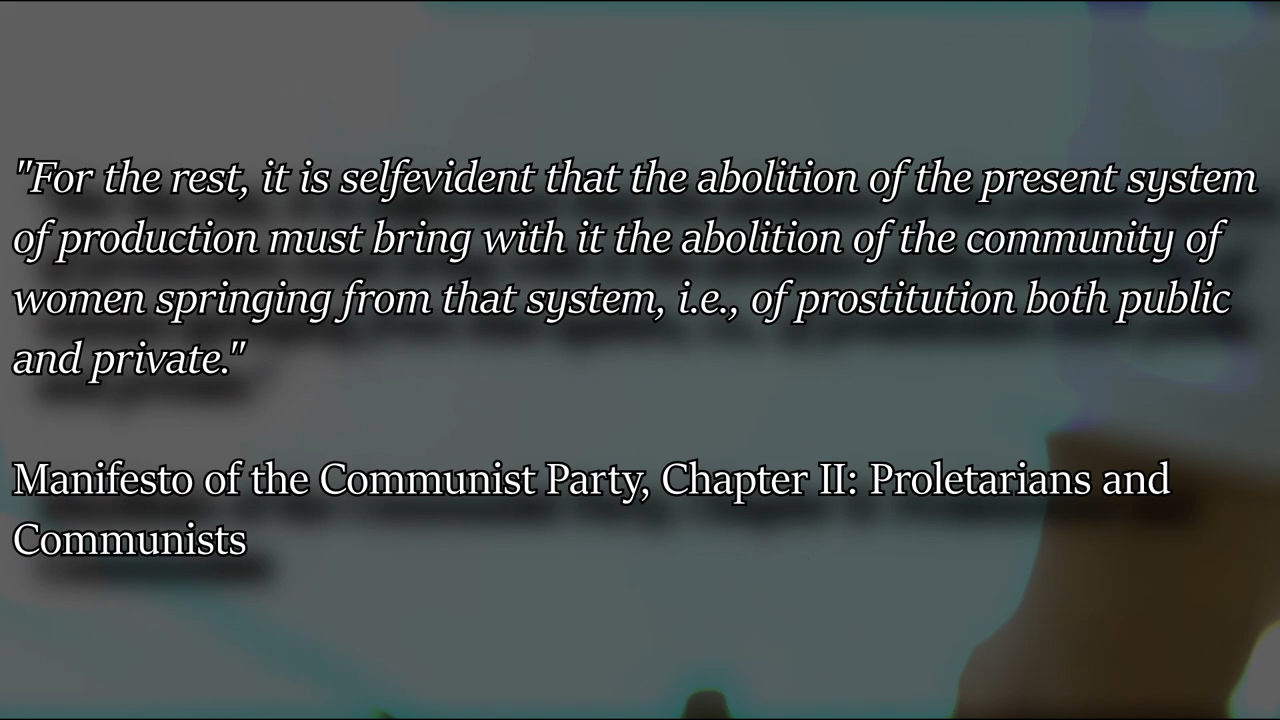 "For the rest, it is selfevident that the abolition of the present system
of production must bring with it the abolition of the community of
women springing from that system, i.e., of prostitution both public
and private."
Manifesto of the Communist Party, Chapter II: Proletarians and
Communists